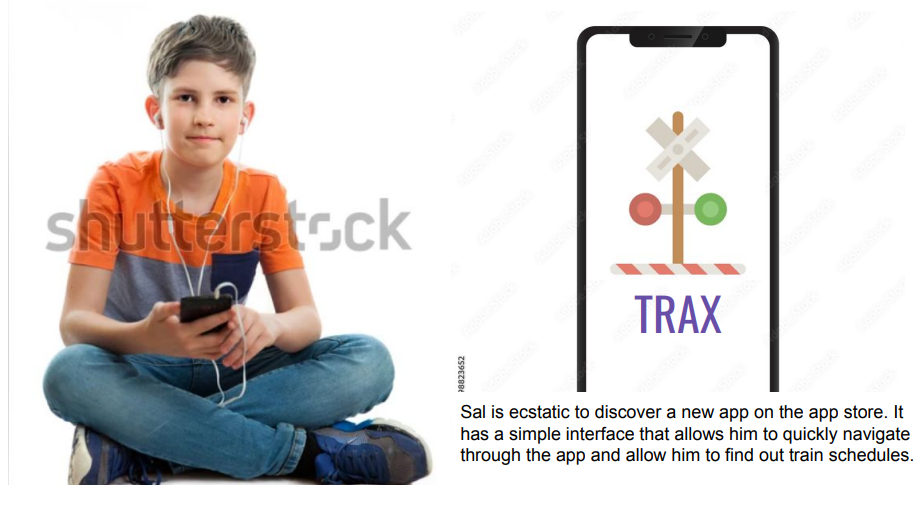 shutterstock
TRAX
98823652
Sal is ecstatic to discover a new app on the app store. It
has a simple interface that allows him to quickly navigate
through the app and allow him to find out train schedules.